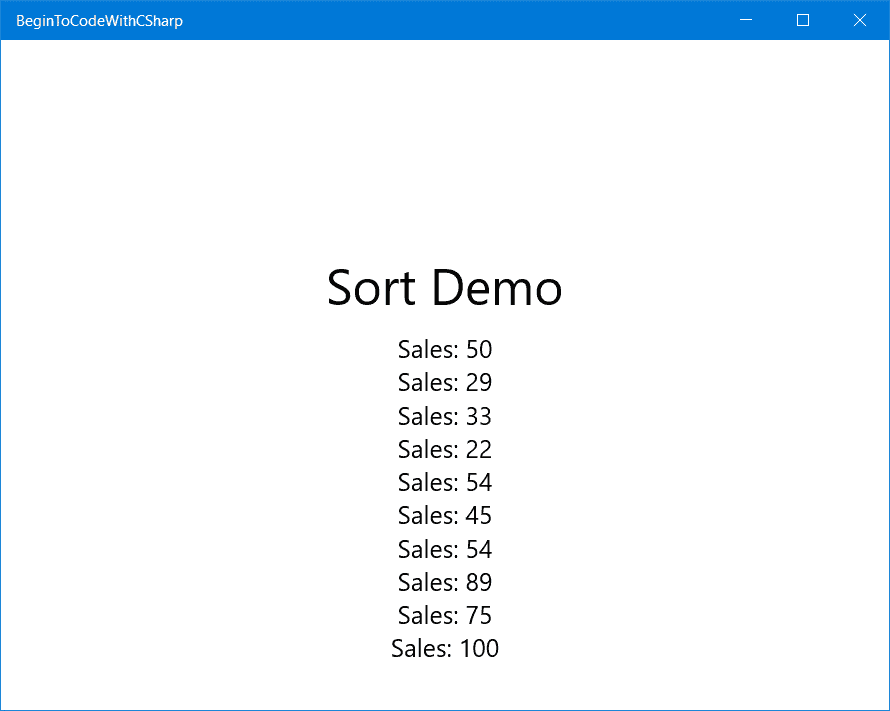 BeginToCodeWithCSharp
Sort Demo
Sales: 50
Sales: 29
Sales: 33
Sales: 22
Sales: 54
Sales: 45
Sales: 54
Sales: 89
Sales: 75
Sales: 100